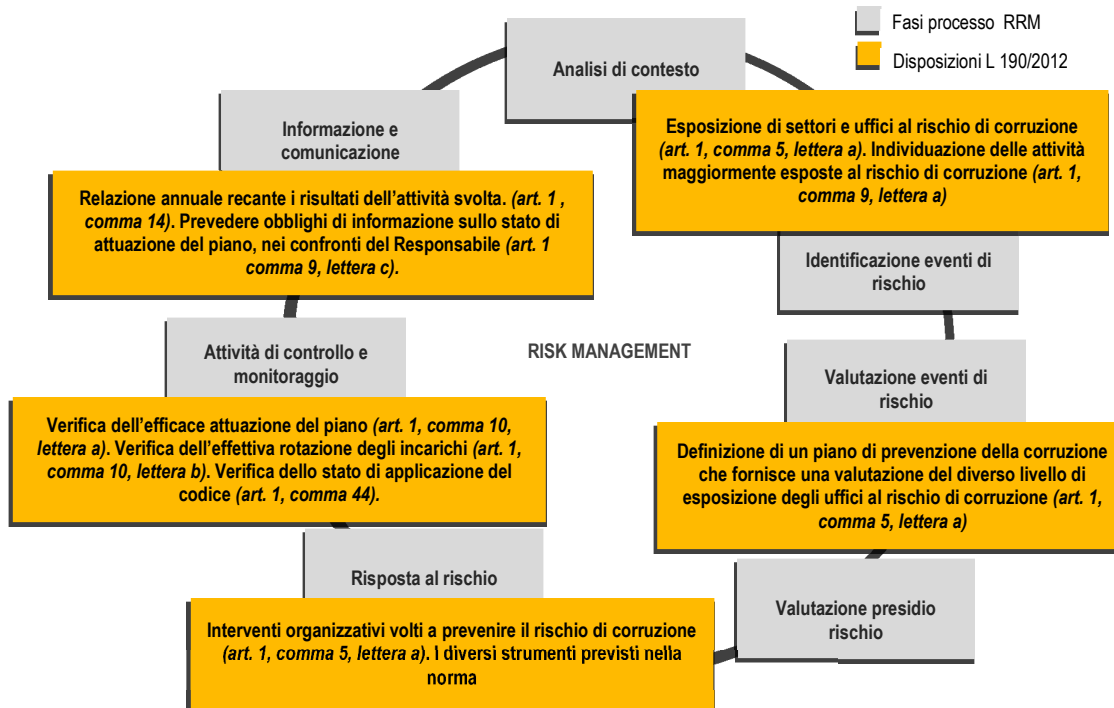 Fasi processo RRM
Disposizioni L 190/2012
Analisi di contesto
Esposizione di settori e uffici al rischio di corruzione
(art. 1, comma 5, lettera a). Individuazione delle attività
maggiormente esposte al rischio di corruzione (art. 1,
comma 9, lettera a)
Identificazione eventi di
rischio
Valutazione eventi di
rischio
Definizione di un piano di prevenzione della corruzione
che fornisce una valutazione del diverso livello di
esposizione degli uffici al rischio di corruzione (art. 1,
comma 5, lettera a)
Valutazione presidio
rischio
Risposta al rischio
Interventi organizzativi volti a prevenire il rischio di corruzione
(art. 1, comma 5, lettera a). I diversi strumenti previsti nella
norma
Attività di controllo e
monitoraggio
Verifica dell’efficace attuazione del piano (art. 1, comma 10,
lettera a). Verifica dell’effettiva rotazione degli incarichi (art. 1,
comma 10, lettera b). Verifica dello stato di applicazione del
codice (art. 1, comma 44).
Informazione e
comunicazione
Relazione annuale recante i risultati dell’attività svolta. (art. 1 ,
comma 14). Prevedere obblighi di informazione sullo stato di
attuazione del piano, nei confronti del Responsabile (art. 1
comma 9, lettera c).
RISK MANAGEMENT